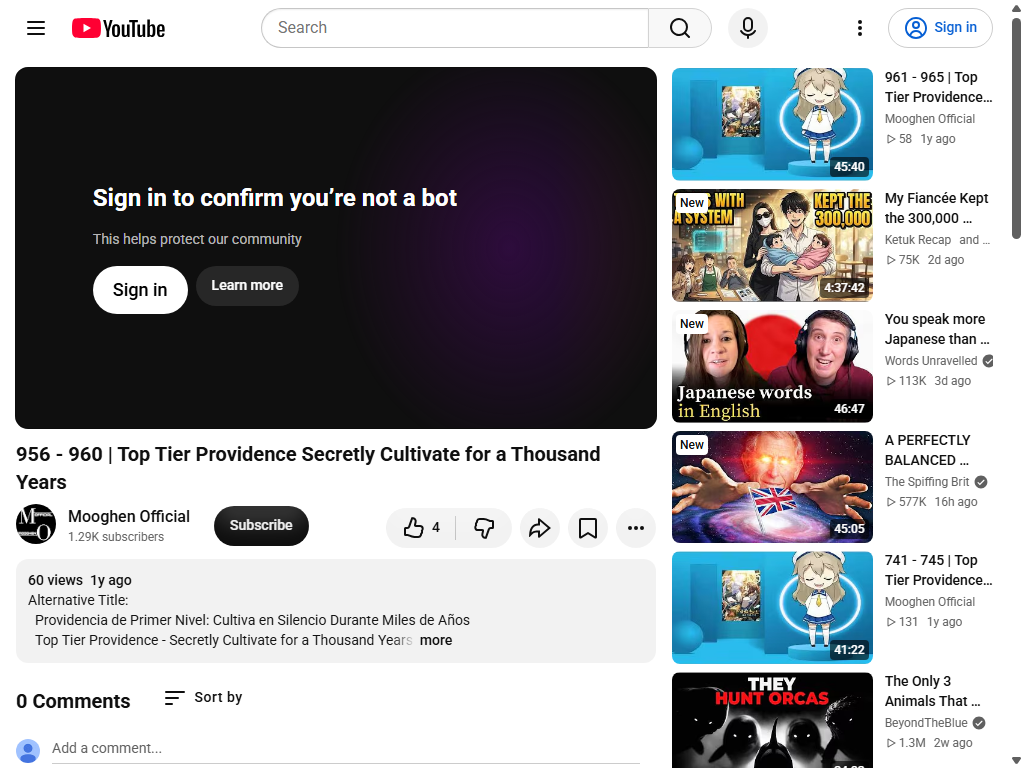 YouTube
Search
Sign in
Sign in to confirm you’re not a bot
This helps protect our community
Sign in
Learn more
956 - 960 | Top Tier Providence Secretly Cultivate for a Thousand
Years
Mooghen Official
1.29K subscribers
Subscribe
4
60 views 1y ago
Alternative Title:
Providencia de Primer Nivel: Cultiva en Silencio Durante Miles de Años
Top Tier Providence - Secretly Cultivate for a Thousand Years more
0 Comments
Sort by
Add a comment...
45:40
961 - 965 | Top
Tier Providence…
Mooghen Official
58 1y ago
New
WITH
A SYSTEM
KEPT THE
300,000
4:37:42
My Fiancée Kept
the 300,000 …
Ketuk Recap and …
75K 2d ago
New
Japanese words
in English
46:47
You speak more
Japanese than …
Words Unravelled
113K 3d ago
New
45:05
A PERFECTLY
BALANCED …
The Spiffing Brit
577K 16h ago
41:22
741 - 745 | Top
Tier Providence…
Mooghen Official
131 1y ago
THEY
HUNT ORCAS
The Only 3
Animals That …
BeyondTheBlue
1.3M 2w ago